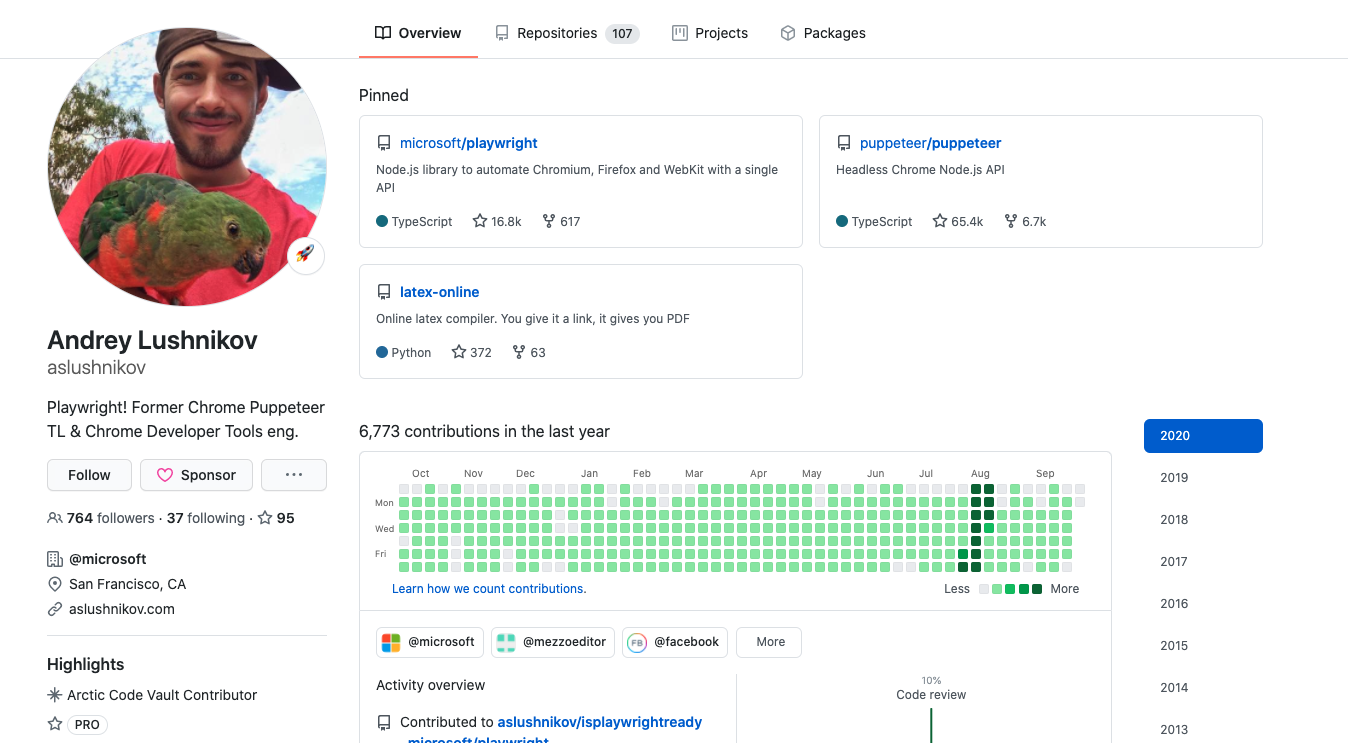 Overview
Repositories 107
Projects
Packages
Andrey Lushnikov
aslushnikov
Playwright! Former Chrome Puppeteer
TL & Chrome Developer Tools eng.
Follow
Sponsor
···
764 followers · 37 following · 95
@microsoft
San Francisco, CA
aslushnikov.com
Highlights
Arctic Code Vault Contributor
PRO
Pinned
microsoft/playwright
Node.js library to automate Chromium, Firefox and WebKit with a single
API
TypeScript 16.8k 617
puppeteer/puppeteer
Headless Chrome Node.js API
TypeScript 65.4k 6.7k
latex-online
Online latex compiler. You give it a link, it gives you PDF
Python 372 63
6,773 contributions in the last year
Oct Nov Dec Jan Feb Mar Apr May Jun Jul Aug Sep
Mon
Wed
Fri
Learn how we count contributions.
Less More
@microsoft
@mezzoeditor
FB @facebook
More
Activity overview
Contributed to aslushnikov/isplaywrightready
microsoft/playwright
10%
Code review
2020
2019
2018
2017
2016
2015
2014
2013